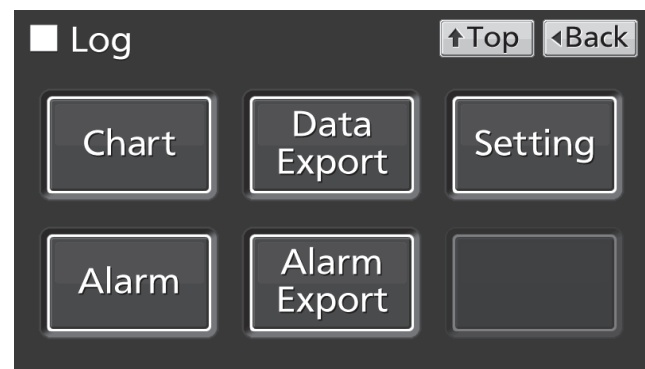 Log
Top
Back
Chart
Data
Export
Setting
Alarm
Alarm
Export